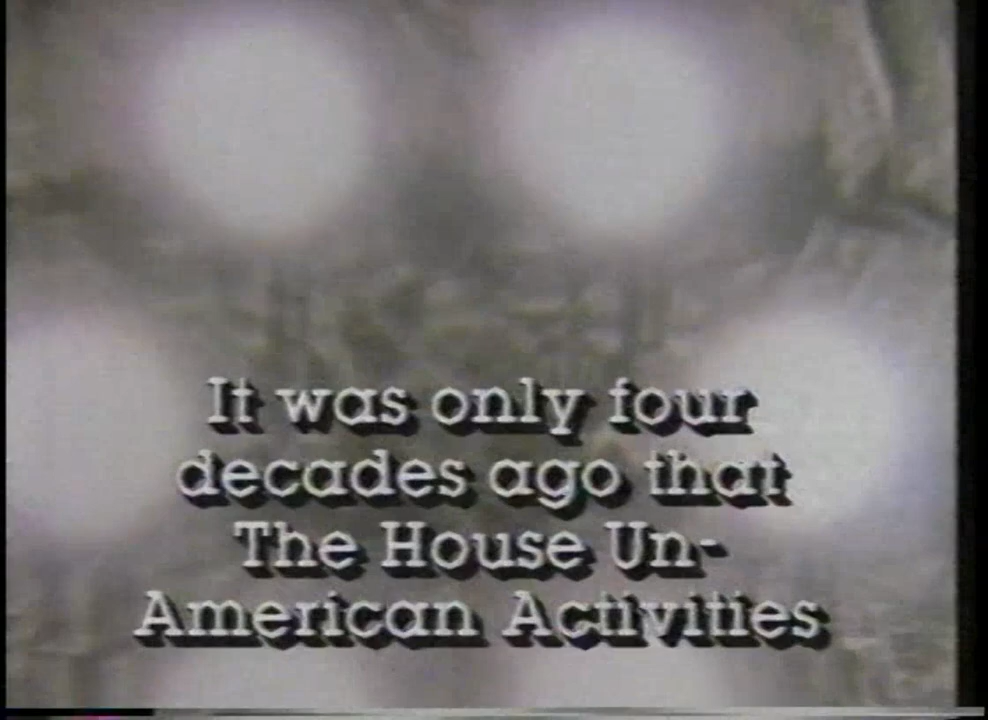 It was only four
decades ago that
The House Un-
American Activities